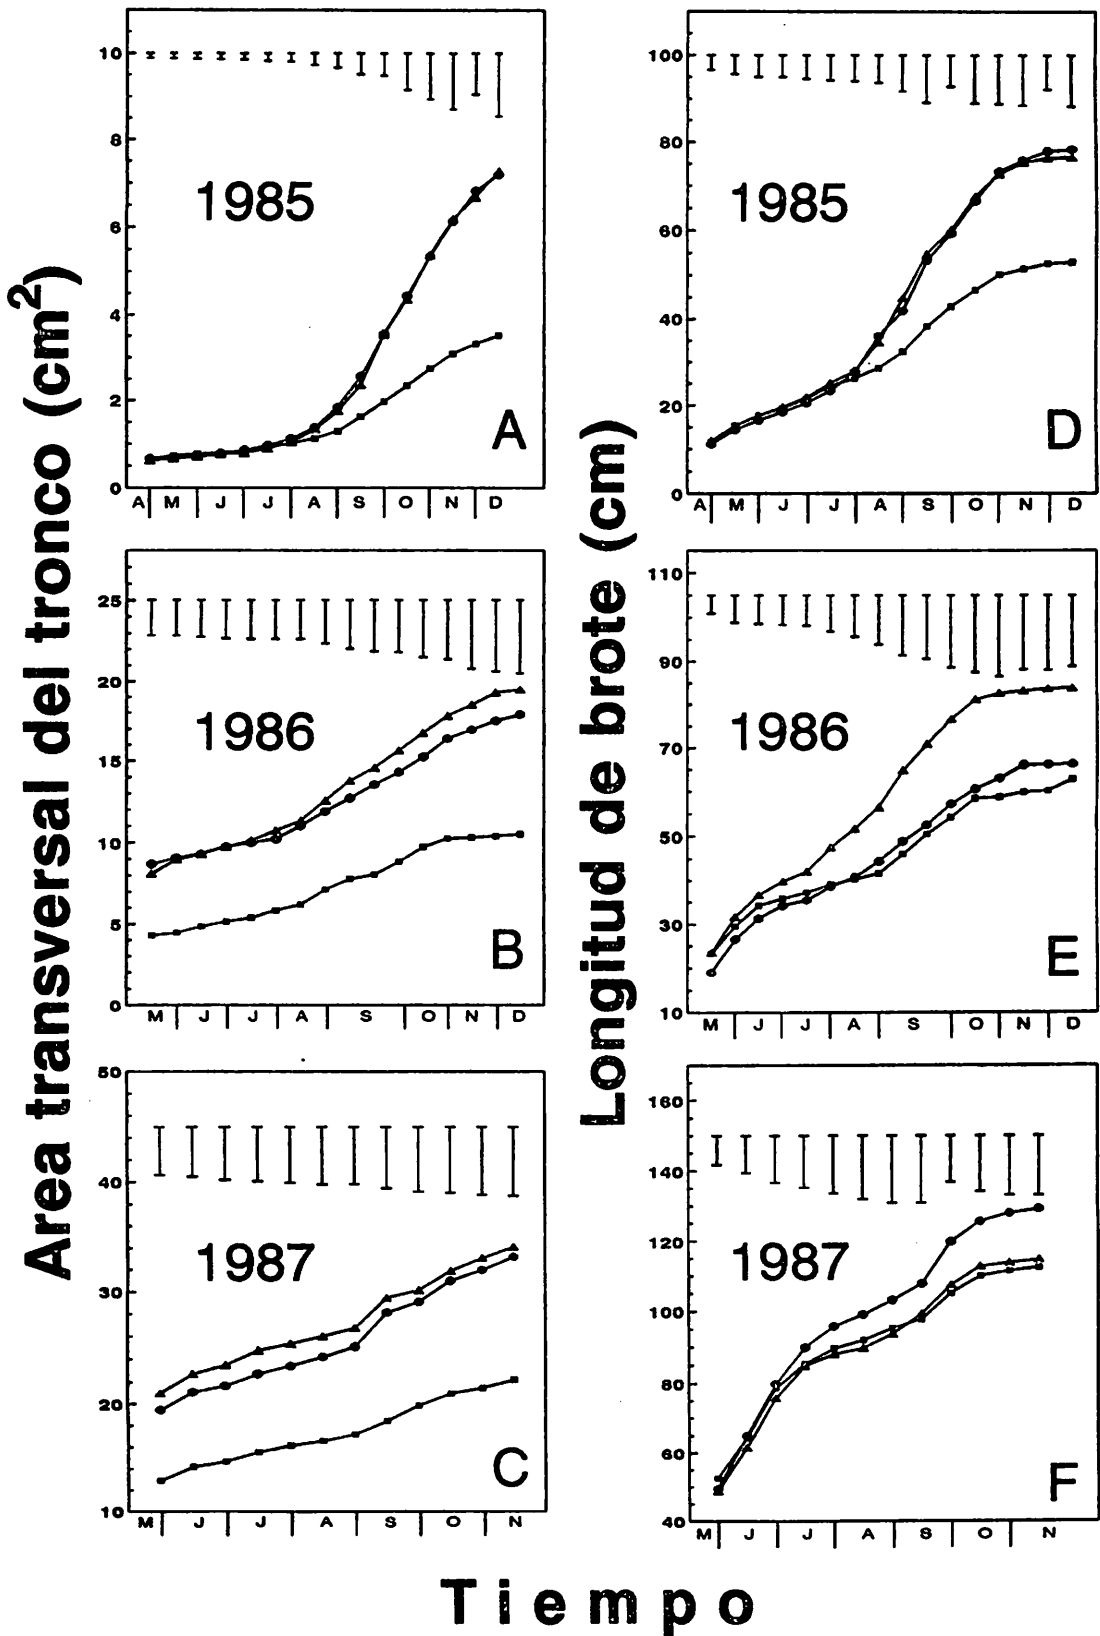 Area transversal del tronco (cm2)
10
8
6
4
2
0
1985
A
A M J J A S O N D
25
20
15
10
5
0
1986
B
M J J A S O N D
50
40
30
20
10
1987
C
M J J A S O N
Longitud de brote (cm)
100
80
60
40
20
0
1985
D
A M J J A S O N D
110
90
70
50
30
10
1986
E
M J J A S O N D
160
140
120
100
80
60
40
1987
F
M J J A S O N
Tiempo